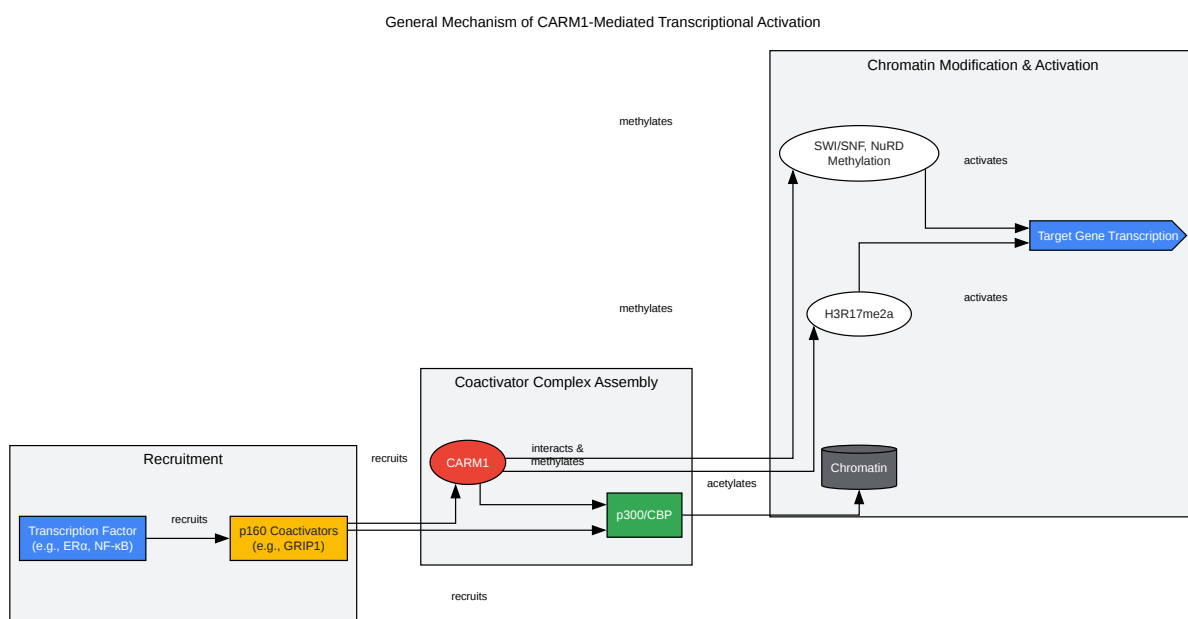 General Mechanism of CARM1-Mediated Transcriptional Activation
Chromatin Modification & Activation
methylates
SWI/SNF, NuRD
Methylation
activates
Target Gene Transcription
methylates
activates
H3R17me2a
Coactivator Complex Assembly
Recruitment
recruits
CARM1
interacts &
methylates
acetylates
Chromatin
Transcription Factor
(e.g., ERα, NF-κB)
recruits
p160 Coactivators
(e.g., GRIP1)
p300/CBP
recruits